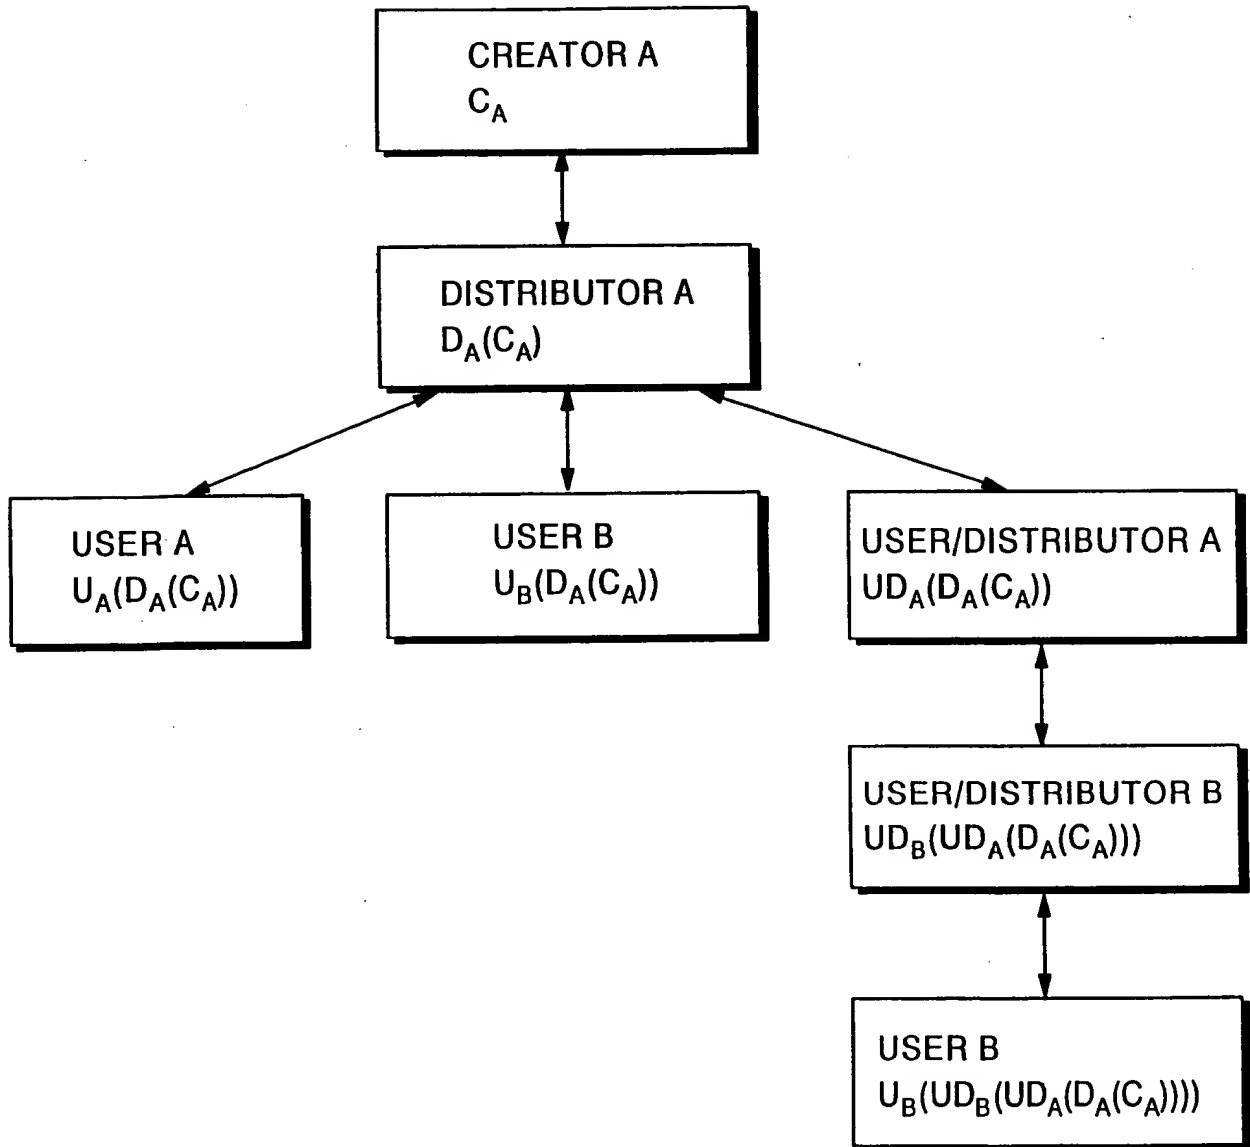 CREATOR A
C_A
DISTRIBUTOR A
D_A(C_A)
USER A
U_A(D_A(C_A))
USER B
U_B(D_A(C_A))
USER/DISTRIBUTOR A
UD_A(D_A(C_A))
USER/DISTRIBUTOR B
UD_B(UD_A(D_A(C_A)))
USER B
U_B(UD_B(UD_A(D_A(C_A))))